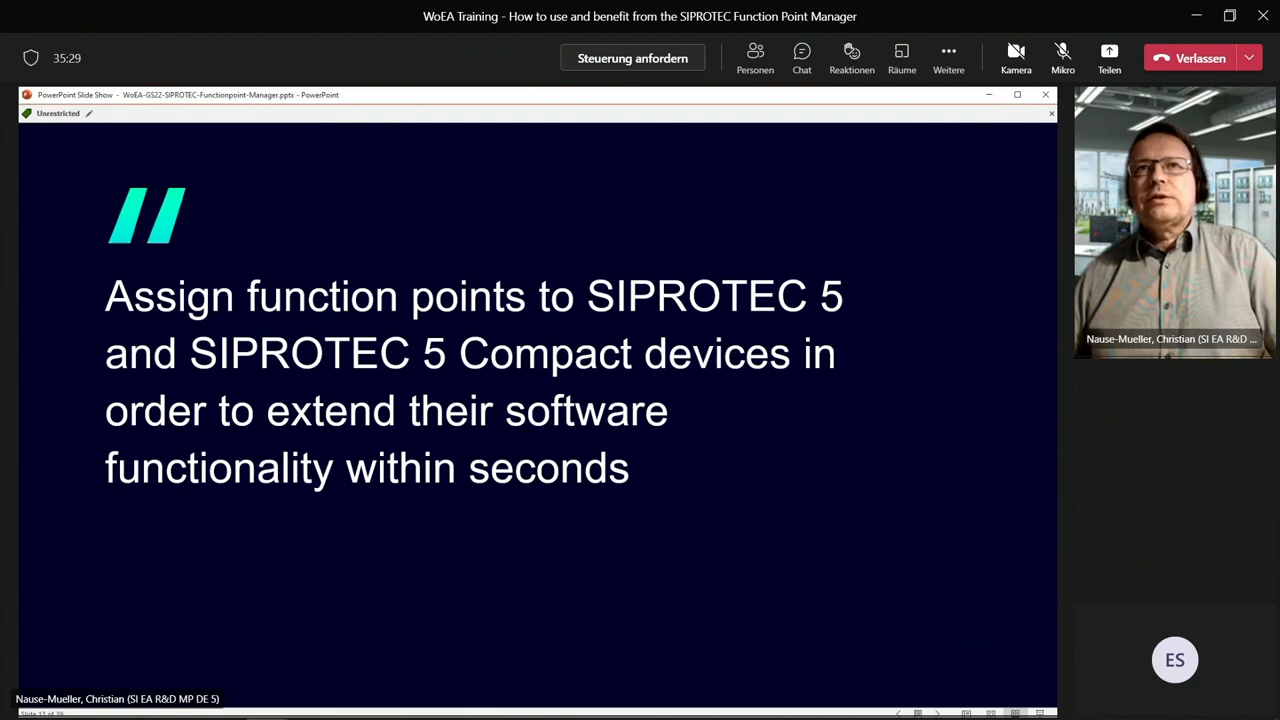 WoEA Training - How to use and benefit from the SIPROTEC Function Point Manager
35:29
Steuerung anfordern
Personen
Chat
Reaktionen
Räume
Weitere
Kamera
Mikro
Teilen
Verlassen
PowerPoint Slide Show - WoEA-GS22-SIPROTEC-Functionpoint-Manager.pptx - PowerPoint
Unrestricted
Assign function points to SIPROTEC 5
and SIPROTEC 5 Compact devices in
order to extend their software
functionality within seconds
Nause-Mueller, Christian (SI EA R&D ...
ES
Nause-Mueller, Christian (SI EA R&D MP DE 5)